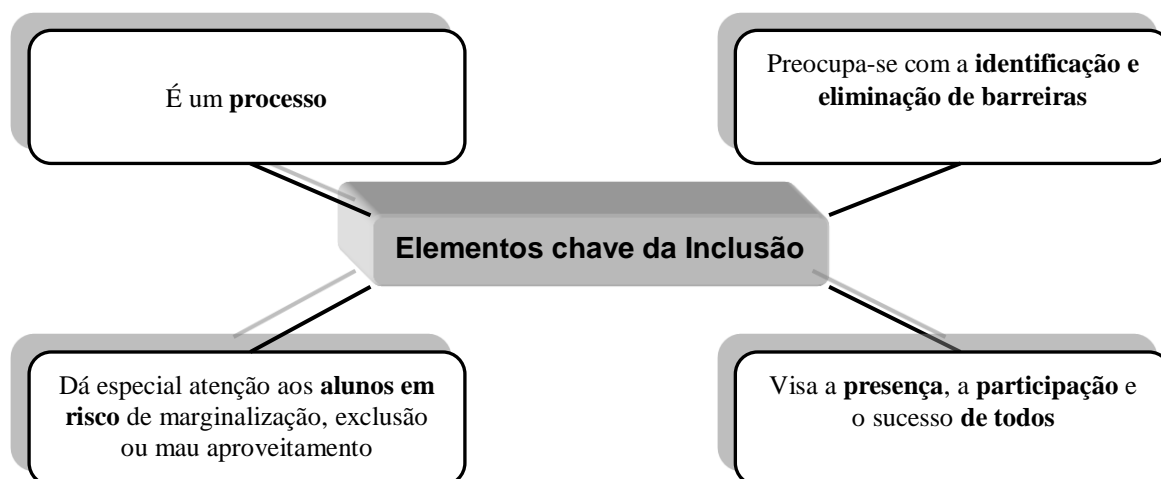 É um processo
Preocupa-se com a identificação e
eliminação de barreiras
Elementos chave da Inclusão
Dá especial atenção aos alunos em
risco de marginalização, exclusão
ou mau aproveitamento
Visa a presença, a participação e
o sucesso de todos